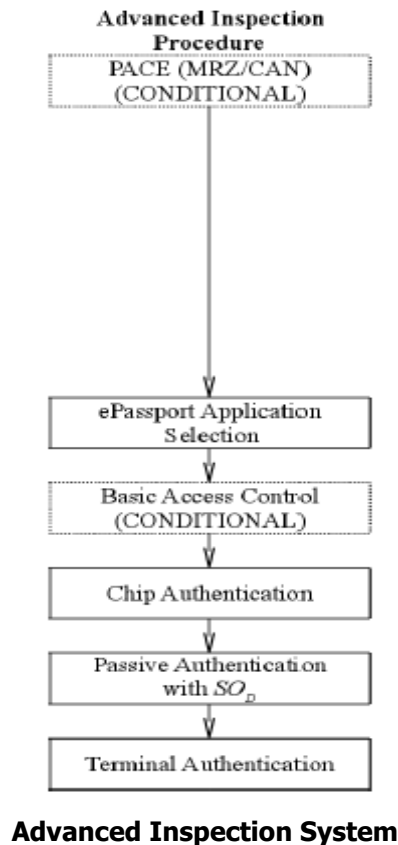 Advanced Inspection
Procedure
PACE (MRZ/CAN)
(CONDITIONAL)
ePassport Application
Selection
Basic Access Control
(CONDITIONAL)
Chip Authentication
Passive Authentication
with SO_D
Terminal Authentication
Advanced Inspection System